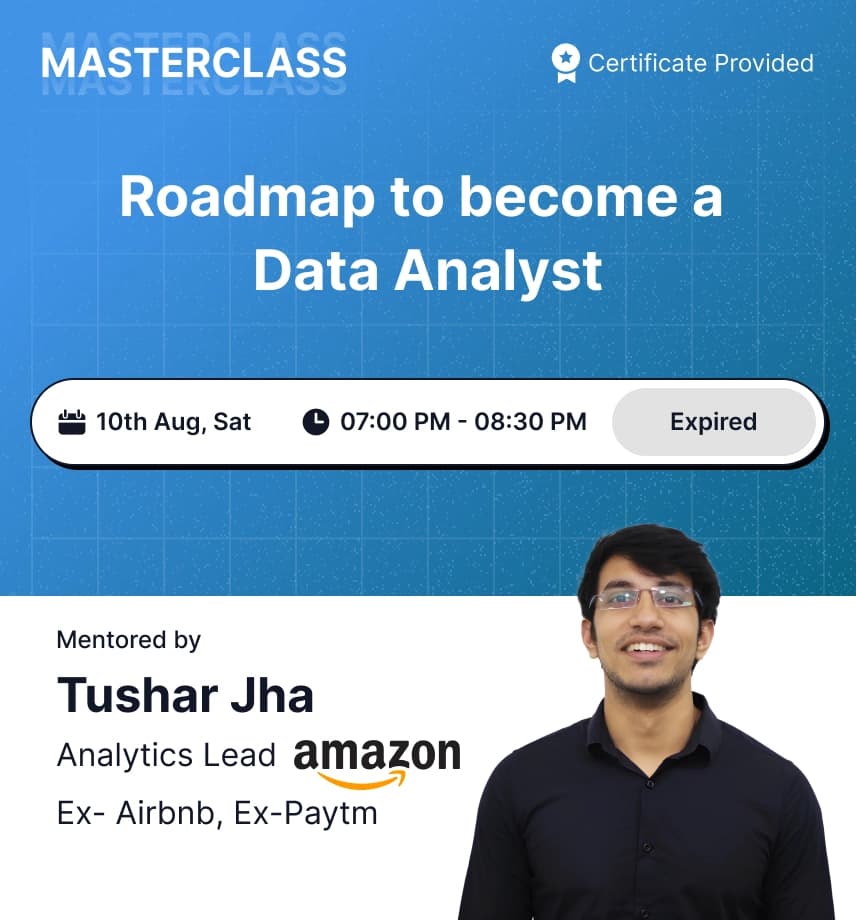 MASTERCLASS
Certificate Provided
Roadmap to become a
Data Analyst
10th Aug, Sat
07:00 PM - 08:30 PM
Expired
Mentored by
Tushar Jha
Analytics Lead amazon
Ex- Airbnb, Ex-Paytm